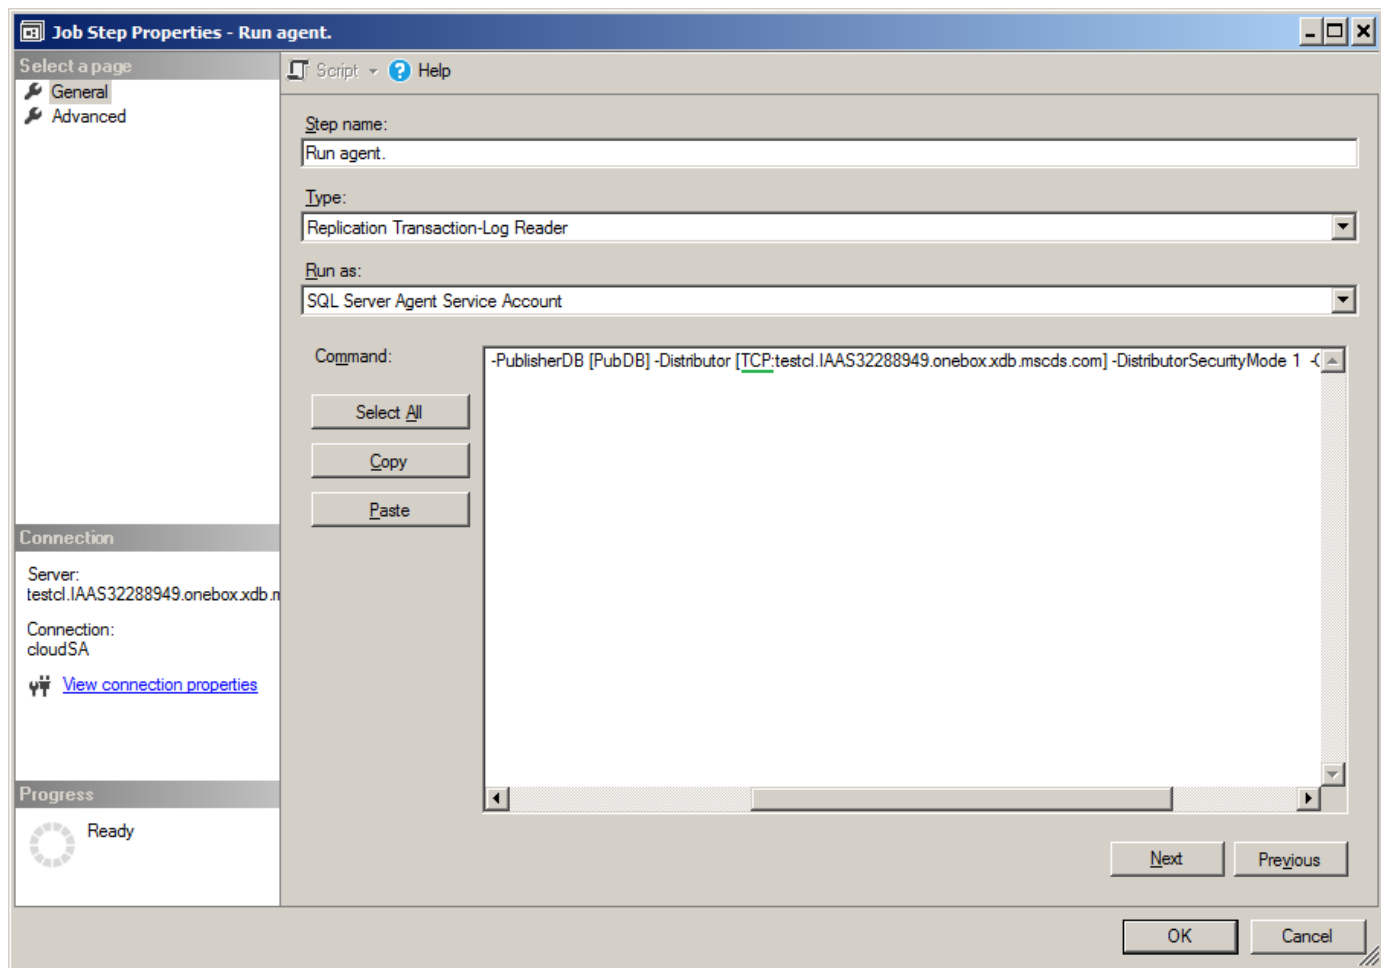 Job Step Properties - Run agent.
Select a page
General
Advanced
Script
Help
Step name:
Run agent.
Type:
Replication Transaction-Log Reader
Run as:
SQL Server Agent Service Account
Command:
-PublisherDB [PubDB] -Distributor [TCP:testcl.IAAS32288949.onebox.xdb.mscds.com] -DistributorSecurityMode 1 -
Select All
Copy
Paste
Connection
Server:
testcl.IAAS32288949.onebox.xdb.
Connection:
cloudSA
View connection properties
Progress
Ready
Next
Previous
OK
Cancel